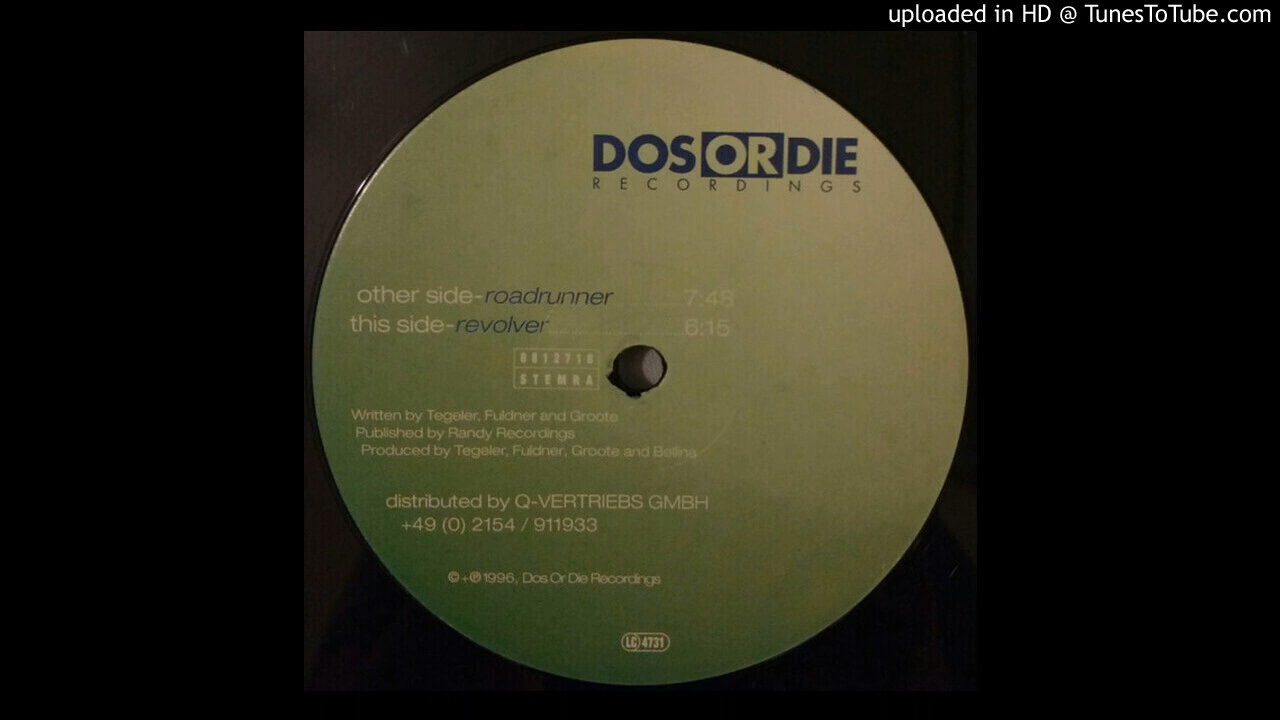 uploaded in HD @ TunesToTube.com
DOS OR DIE
RECORDINGS
other side-roadrunner 7:48
this side-revolver 6:15
STEMRA
Written by Tegeler, Fuldner and Groote
Published by Randy Recordings
Produced by Tegeler, Fuldner, Groote and Bellina
distributed by Q-VERTRIEBS GMBH
+49 (0) 2154 / 911933
© + ℗ 1996, Dos Or Die Recordings
LC 4731